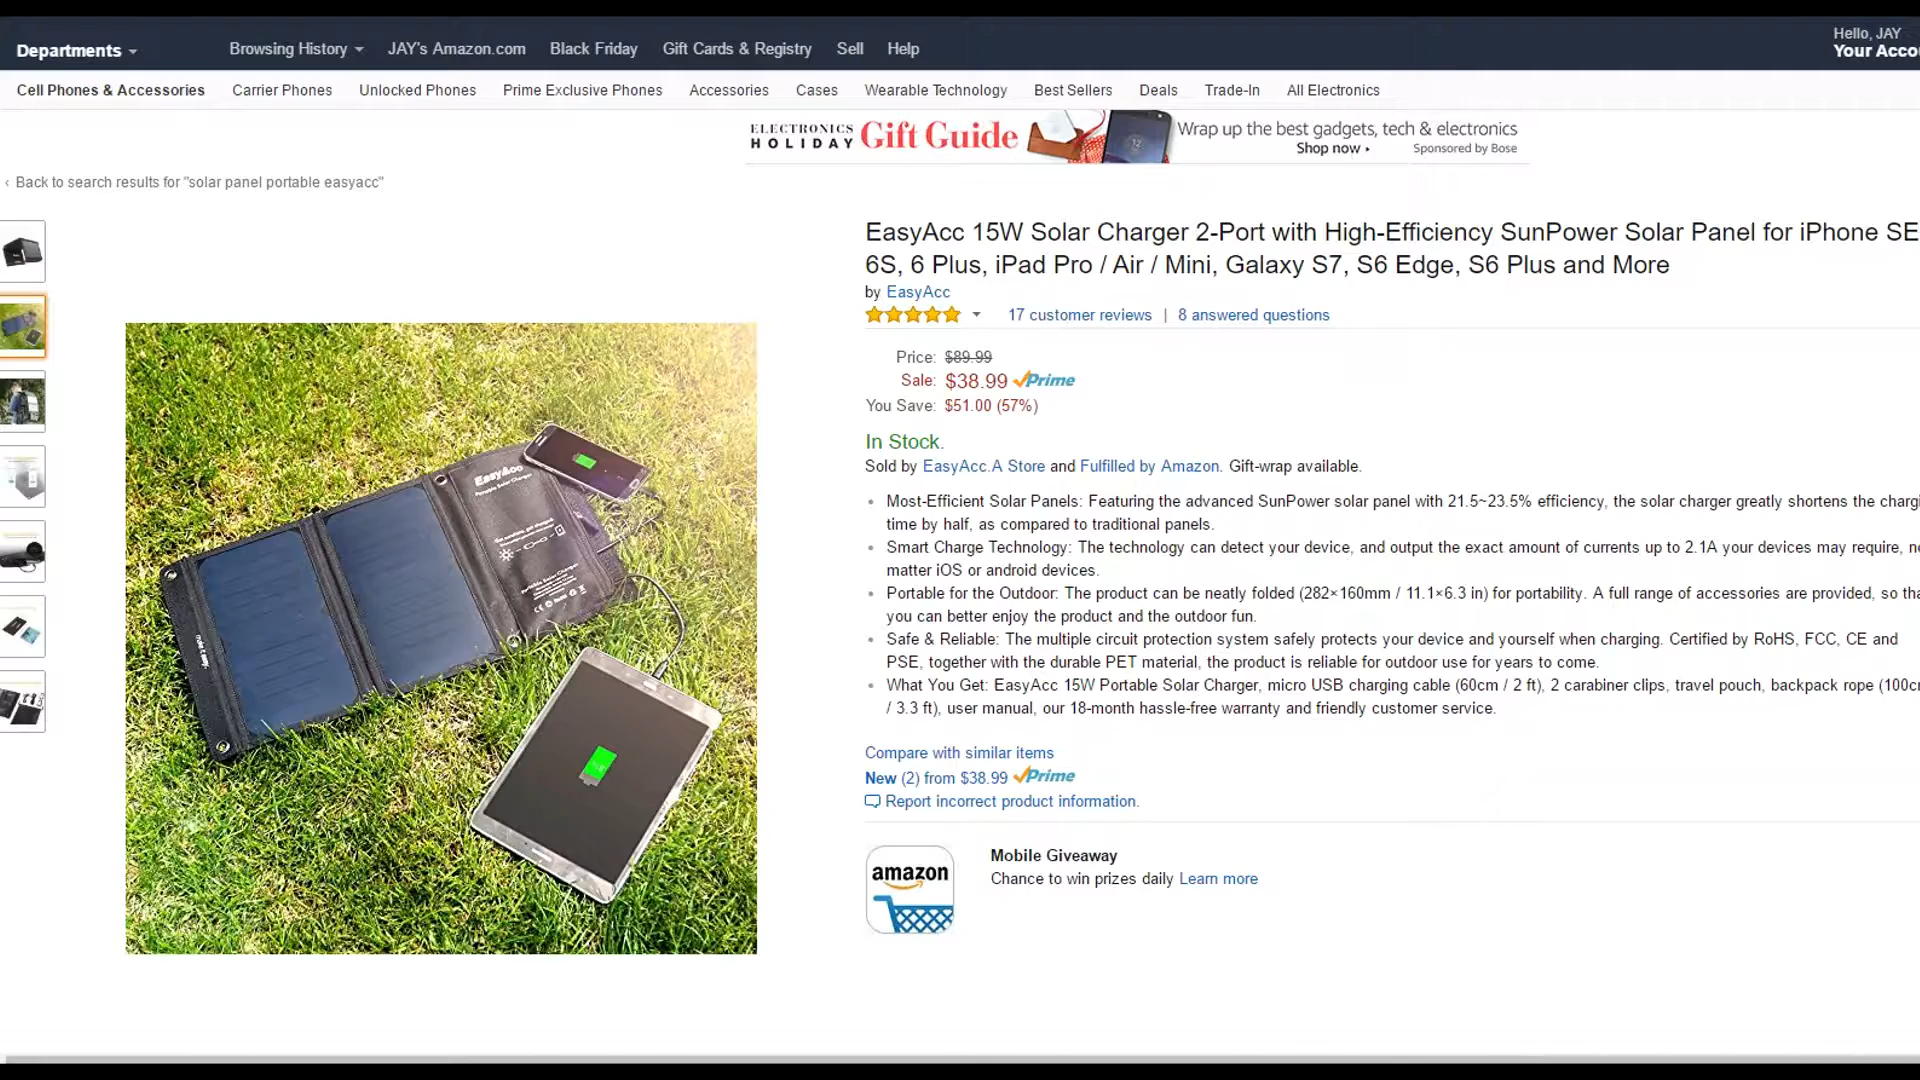 Departments
Browsing History
JAY's Amazon.com
Black Friday
Gift Cards & Registry
Sell
Help
Hello, JAY
Your Acco
Cell Phones & Accessories
Carrier Phones
Unlocked Phones
Prime Exclusive Phones
Accessories
Cases
Wearable Technology
Best Sellers
Deals
Trade-In
All Electronics
ELECTRONICS
HOLIDAY
Gift Guide
Wrap up the best gadgets, tech & electronics
Shop now ▸
Sponsored by Bose
‹ Back to search results for "solar panel portable easyacc"
EasyAcc 15W Solar Charger 2-Port with High-Efficiency SunPower Solar Panel for iPhone SE
6S, 6 Plus, iPad Pro / Air / Mini, Galaxy S7, S6 Edge, S6 Plus and More
by EasyAcc
17 customer reviews | 8 answered questions
Price: $89.99
Sale: $38.99 Prime
You Save: $51.00 (57%)
In Stock.
Sold by EasyAcc.A Store and Fulfilled by Amazon. Gift-wrap available.
• Most-Efficient Solar Panels: Featuring the advanced SunPower solar panel with 21.5~23.5% efficiency, the solar charger greatly shortens the chargi
time by half, as compared to traditional panels.
• Smart Charge Technology: The technology can detect your device, and output the exact amount of currents up to 2.1A your devices may require, n
matter iOS or android devices.
• Portable for the Outdoor: The product can be neatly folded (282×160mm / 11.1×6.3 in) for portability. A full range of accessories are provided, so tha
you can better enjoy the product and the outdoor fun.
• Safe & Reliable: The multiple circuit protection system safely protects your device and yourself when charging. Certified by RoHS, FCC, CE and
PSE, together with the durable PET material, the product is reliable for outdoor use for years to come.
• What You Get: EasyAcc 15W Portable Solar Charger, micro USB charging cable (60cm / 2 ft), 2 carabiner clips, travel pouch, backpack rope (100c
/ 3.3 ft), user manual, our 18-month hassle-free warranty and friendly customer service.
Compare with similar items
New (2) from $38.99 Prime
Report incorrect product information.
amazon
Mobile Giveaway
Chance to win prizes daily Learn more
EasyAcc
Portable Solar Charger
Portable Solar Charger